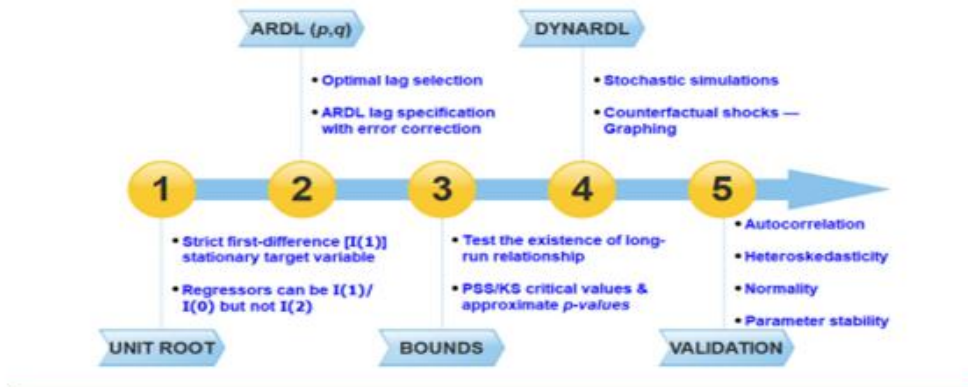 ARDL (p,q)
DYNARDL
• Optimal lag selection
• ARDL lag specification
with error correction
• Stochastic simulations
• Counterfactual shocks —
Graphing
1
2
3
4
5
• Strict first-difference [I(1)]
stationary target variable
• Regressors can be I(1)/
I(0) but not I(2)
• Test the existence of long-
run relationship
• PSS/KS critical values &
approximate p-values
• Autocorrelation
• Heteroskedasticity
• Normality
• Parameter stability
UNIT ROOT
BOUNDS
VALIDATION